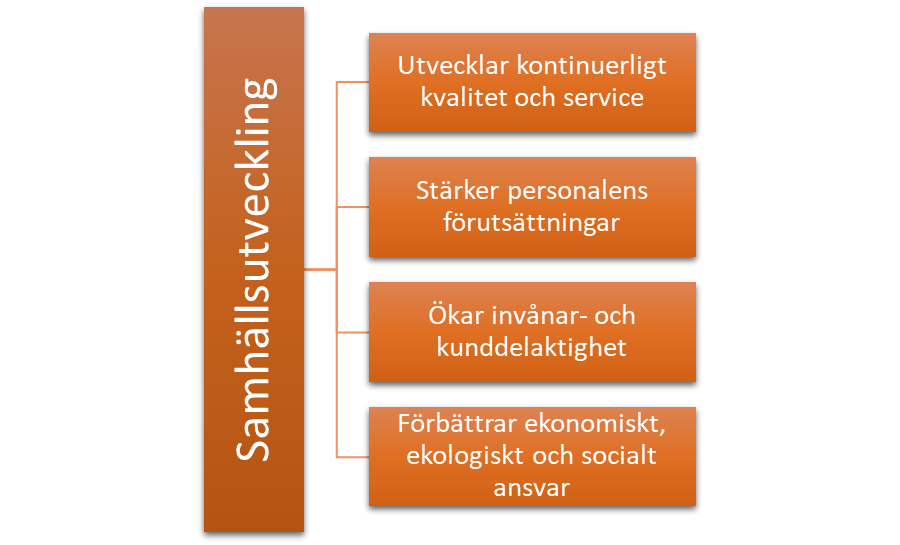 Samhällsutveckling
Utvecklar kontinuerligt
kvalitet och service
Stärker personalens
förutsättningar
Ökar invånar- och
kunddelaktighet
Förbättrar ekonomiskt,
ekologiskt och socialt
ansvar